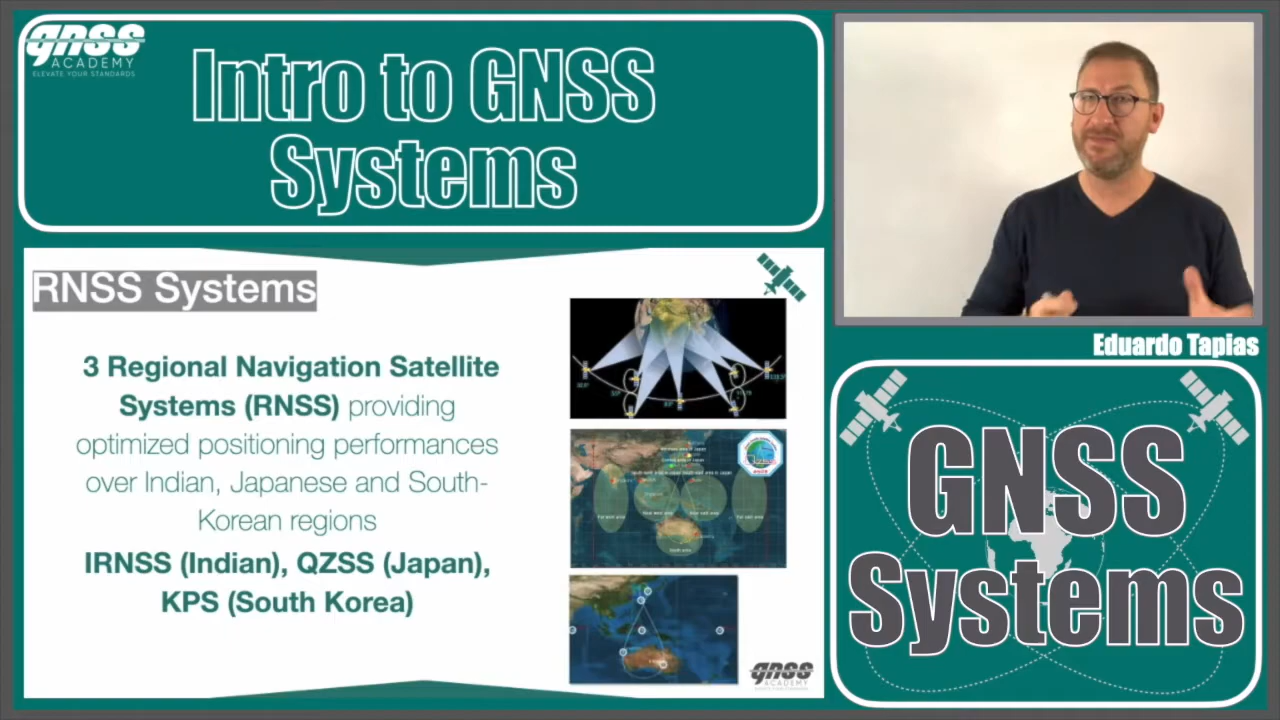 gnss
ACADEMY
ELEVATE YOUR STANDARDS
Intro to GNSS
Systems
RNSS Systems
3 Regional Navigation Satellite
Systems (RNSS) providing
optimized positioning performances
over Indian, Japanese and South-
Korean regions
IRNSS (Indian), QZSS (Japan),
KPS (South Korea)
gnss
ACADEMY
Eduardo Tapias
GNSS
Systems